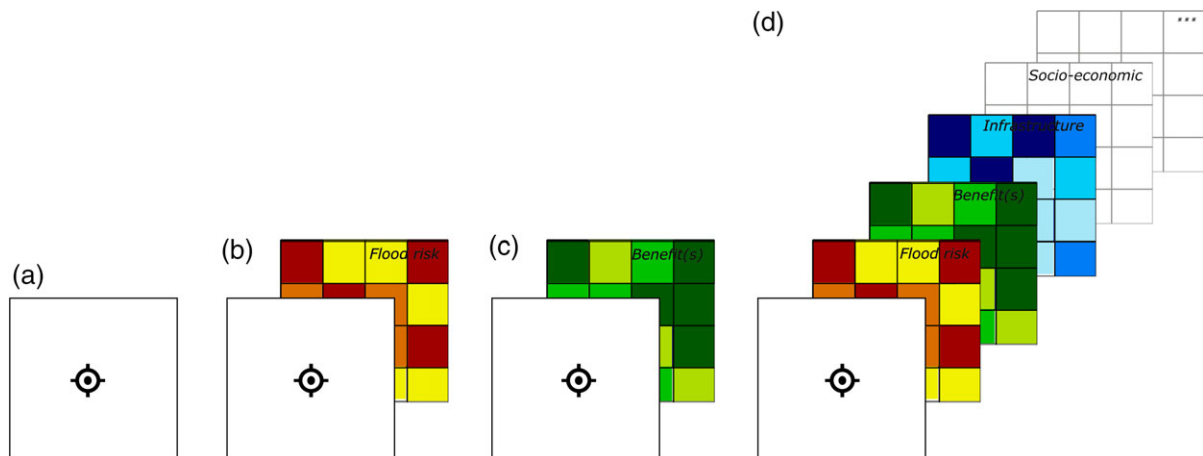 (a)
(b)
Flood risk
(c)
Benefit(s)
(d)
...
Socio-economic
Infrastructure
Benefit(s)
Flood risk